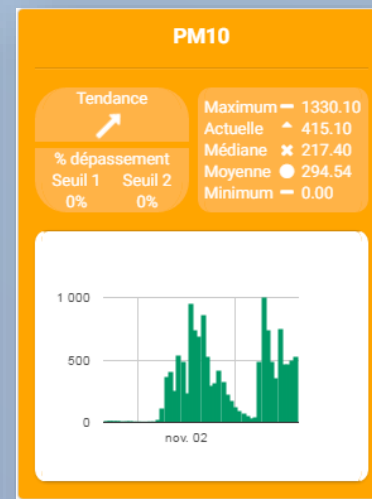 PM10
Tendance
% dépassement
Seuil 1 Seuil 2
0% 0%
Maximum 1330.10
Actuelle 415.10
Médiane 217.40
Moyenne 294.54
Minimum 0.00
1 000
500
0
nov. 02